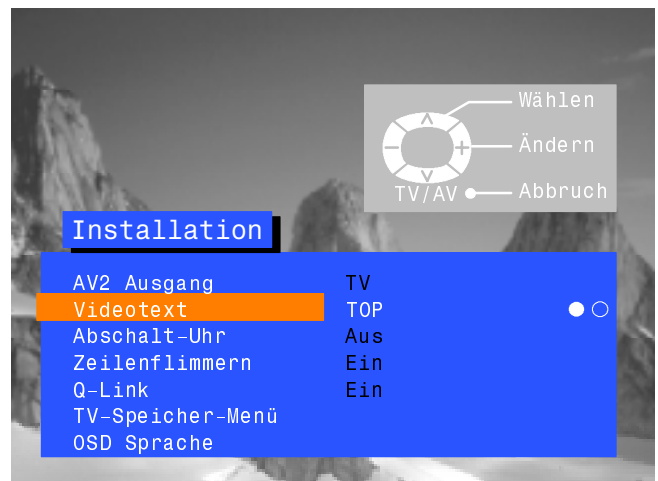 Wählen
Ändern
TV/AV Abbruch
Installation
AV2 Ausgang TV
Videotext TOP
Abschalt-Uhr Aus
Zeilenflimmern Ein
Q-Link Ein
TV-Speicher-Menü
OSD Sprache